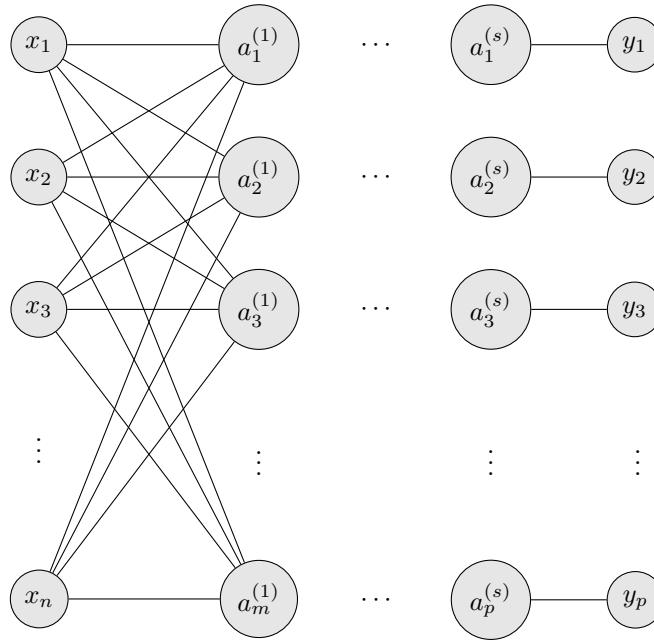 x_1 a_1^{(1)} ⋯ a_1^{(s)} y_1
x_2 a_2^{(1)} ⋯ a_2^{(s)} y_2
x_3 a_3^{(1)} ⋯ a_3^{(s)} y_3
⋮ ⋮ ⋮ ⋮
x_n a_m^{(1)} ⋯ a_p^{(s)} y_p